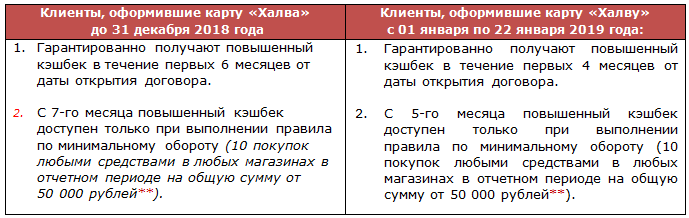 Клиенты, оформившие карту «Халва»
до 31 декабря 2018 года
Клиенты, оформившие карту «Халву»
с 01 января по 22 января 2019 года:
1. Гарантированно получают повышенный
кэшбек в течение первых 6 месяцев от
даты открытия договора.
2. С 7-го месяца повышенный кэшбек
доступен только при выполнении правила
по минимальному обороту (10 покупок
любыми средствами в любых магазинах в
отчетном периоде на общую сумму от
50 000 рублей**).
1. Гарантированно получают повышенный
кэшбек в течение первых 4 месяцев от
даты открытия договора.
2. С 5-го месяца повышенный кэшбек
доступен только при выполнении
правила по минимальному обороту (10
покупок любыми средствами в любых
магазинах в отчетном периоде на общую
сумму от 50 000 рублей**).